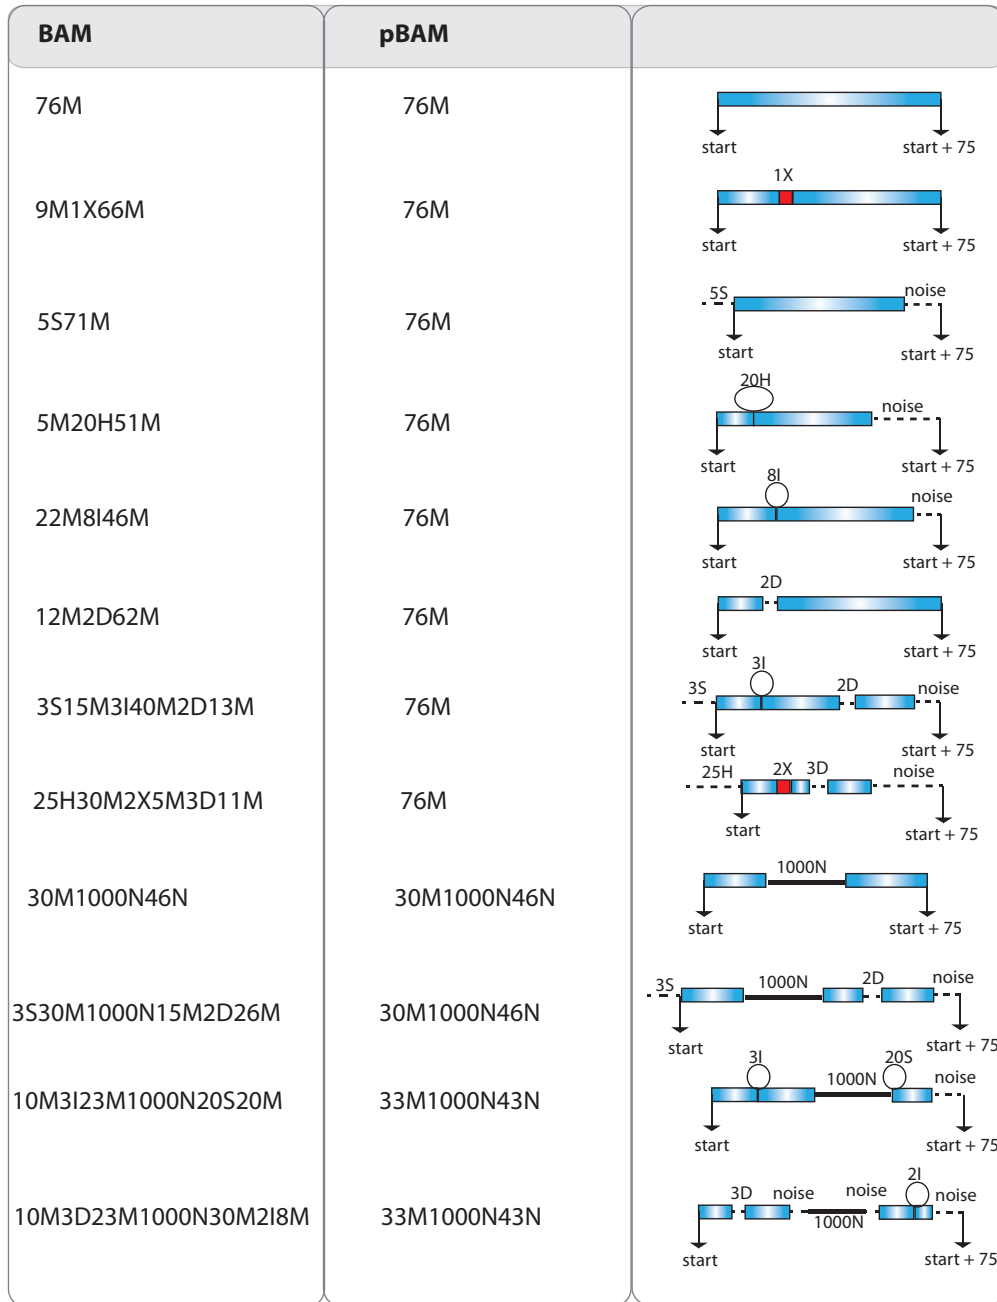 BAM pBAM
76M 76M
start start + 75
1X
9M1X66M 76M
start start + 75
5S noise
5S71M 76M
start start + 75
20H
noise
5M20H51M 76M
start start + 75
8I
noise
22M8I46M 76M
start start + 75
2D
12M2D62M 76M
start start + 75
3I
3S 2D noise
3S15M3I40M2D13M 76M
start start + 75
25H 2X 3D noise
25H30M2X5M3D11M 76M
start start + 75
1000N
30M1000N46N 30M1000N46N
start start + 75
3S 1000N 2D noise
3S30M1000N15M2D26M 30M1000N46N
start start + 75
3I 20S
1000N noise
10M3I23M1000N20S20M 33M1000N43N
start start + 75
2I
3D noise noise noise
10M3D23M1000N30M2I8M 33M1000N43N
1000N
start start + 75